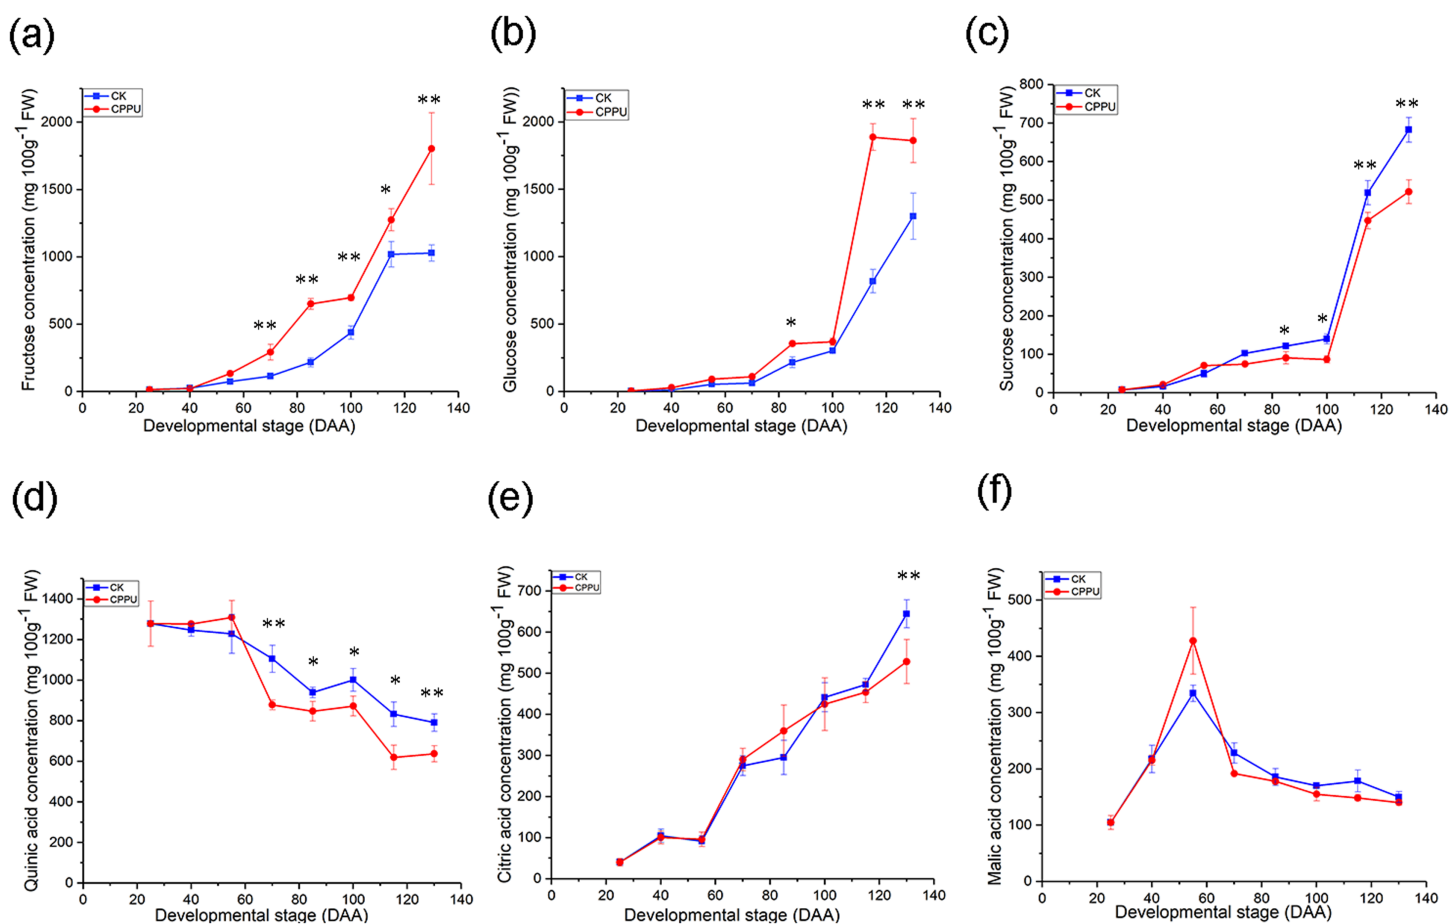 (a)
(b)
(c)
CK
CPPU
Fructose concentration (mg 100g⁻¹ FW)
2000
1500
1000
500
0
**
**
**
*
**
0 20 40 60 80 100 120 140
Developmental stage (DAA)
CK
CPPU
Glucose concentration (mg 100g⁻¹ FW))
2000
1500
1000
500
0
*
**
**
0 20 40 60 80 100 120 140
Developmental stage (DAA)
CK
CPPU
Sucrose concentration (mg 100g⁻¹ FW)
800
700
600
500
400
300
200
100
0
*
*
**
**
0 20 40 60 80 100 120 140
Developmental stage (DAA)
(d)
(e)
(f)
CK
CPPU
Quinic acid concentration (mg 100g⁻¹ FW)
1400
1200
1000
800
600
400
200
0
**
*
*
*
**
0 20 40 60 80 100 120 140
Developmental stage (DAA)
CK
CPPU
Citric acid concentration (mg 100g⁻¹ FW)
700
600
500
400
300
200
100
0
**
0 20 40 60 80 100 120 140
Developmental stage (DAA)
CK
CPPU
Malic acid concentration (mg 100g⁻¹ FW)
500
400
300
200
100
0
0 20 40 60 80 100 120 140
Developmental stage (DAA)